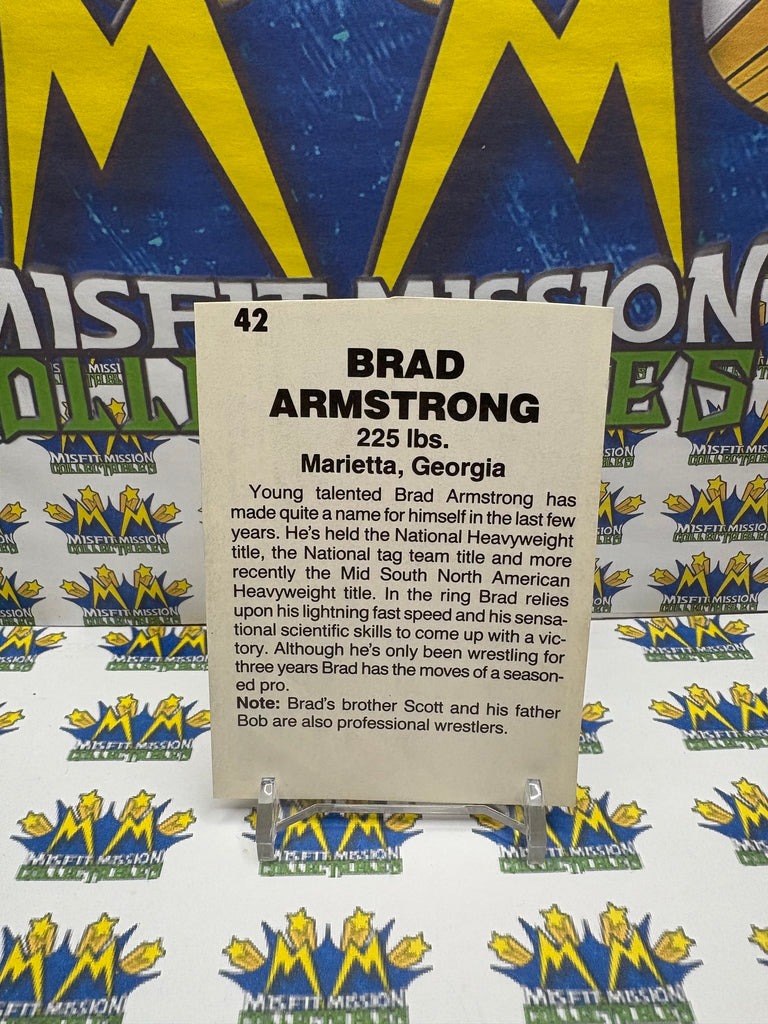 MISFIT MISSION
42
BRAD
ARMSTRONG
225 lbs.
Marietta, Georgia
Young talented Brad Armstrong has
made quite a name for himself in the last few
years. He's held the National Heavyweight
title, the National tag team title and more
recently the Mid South North American
Heavyweight title. In the ring Brad relies
upon his lightning fast speed and his sensa-
tional scientific skills to come up with a vic-
tory. Although he's only been wrestling for
three years Brad has the moves of a season-
ed pro.
Note: Brad's brother Scott and his father
Bob are also professional wrestlers.
MISFIT MISSION
COLLECTIBLES